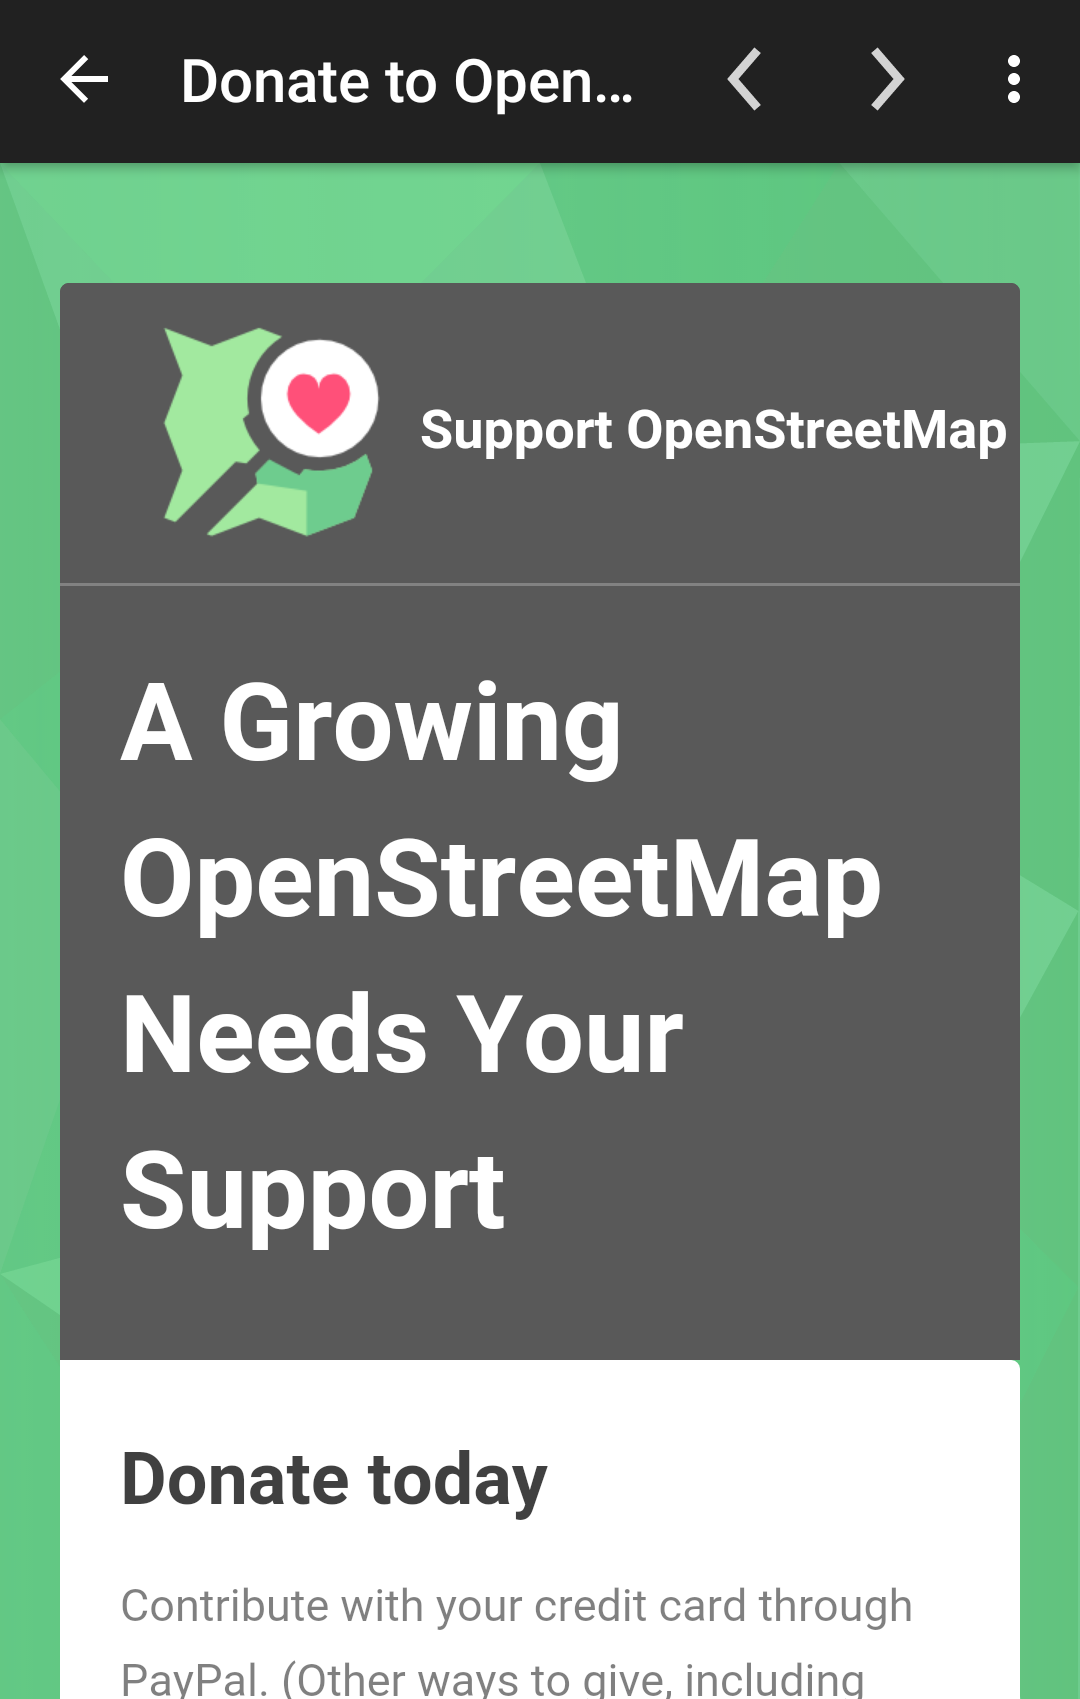 Donate to Open...
Support OpenStreetMap
A Growing
OpenStreetMap
Needs Your
Support
Donate today
Contribute with your credit card through
PayPal. (Other ways to give, including